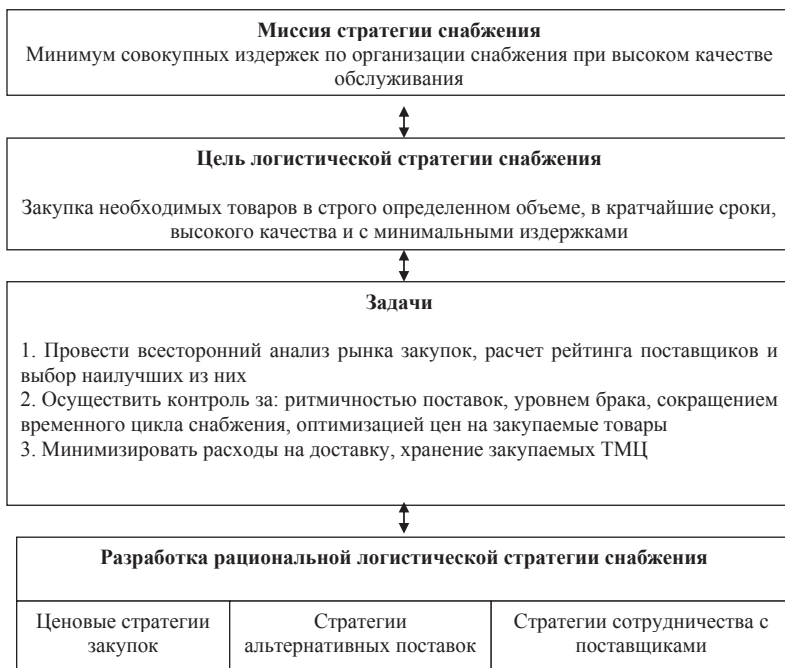 Миссия стратегии снабжения
Минимум совокупных издержек по организации снабжения при высоком качестве
обслуживания
Цель логистической стратегии снабжения
Закупка необходимых товаров в строго определенном объеме, в кратчайшие сроки,
высокого качества и с минимальными издержками
Задачи
1. Провести всесторонний анализ рынка закупок, расчет рейтинга поставщиков и
выбор наилучших из них
2. Осуществить контроль за: ритмичностью поставок, уровнем брака, сокращением
временного цикла снабжения, оптимизацией цен на закупаемые товары
3. Минимизировать расходы на доставку, хранение закупаемых ТМЦ
Разработка рациональной логистической стратегии снабжения
Ценовые стратегии
закупок
Стратегии
альтернативных поставок
Стратегии сотрудничества с
поставщиками